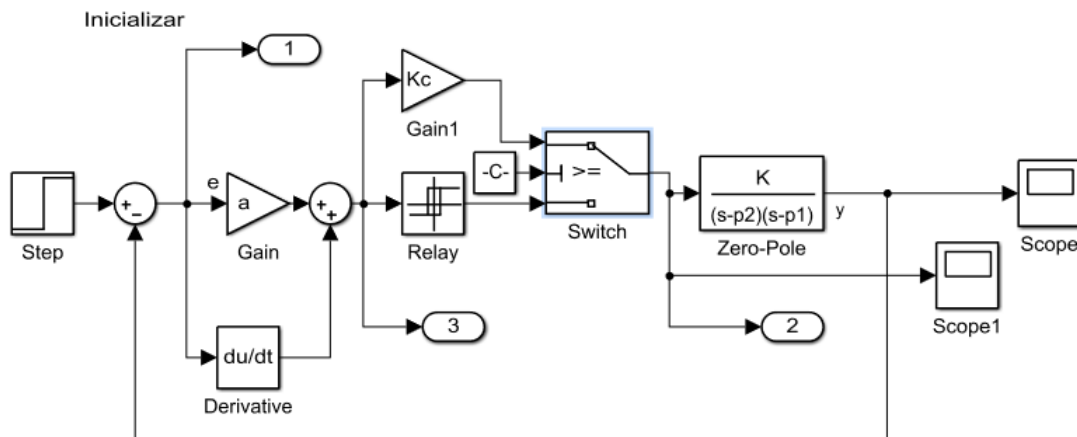 Inicializar
1
Kc
Gain1
-C-
>=
Switch
K
(s-p2)(s-p1)
y
Zero-Pole
Scope
Step
+
−
e
a
Gain
+
+
Relay
Scope1
3
2
du/dt
Derivative